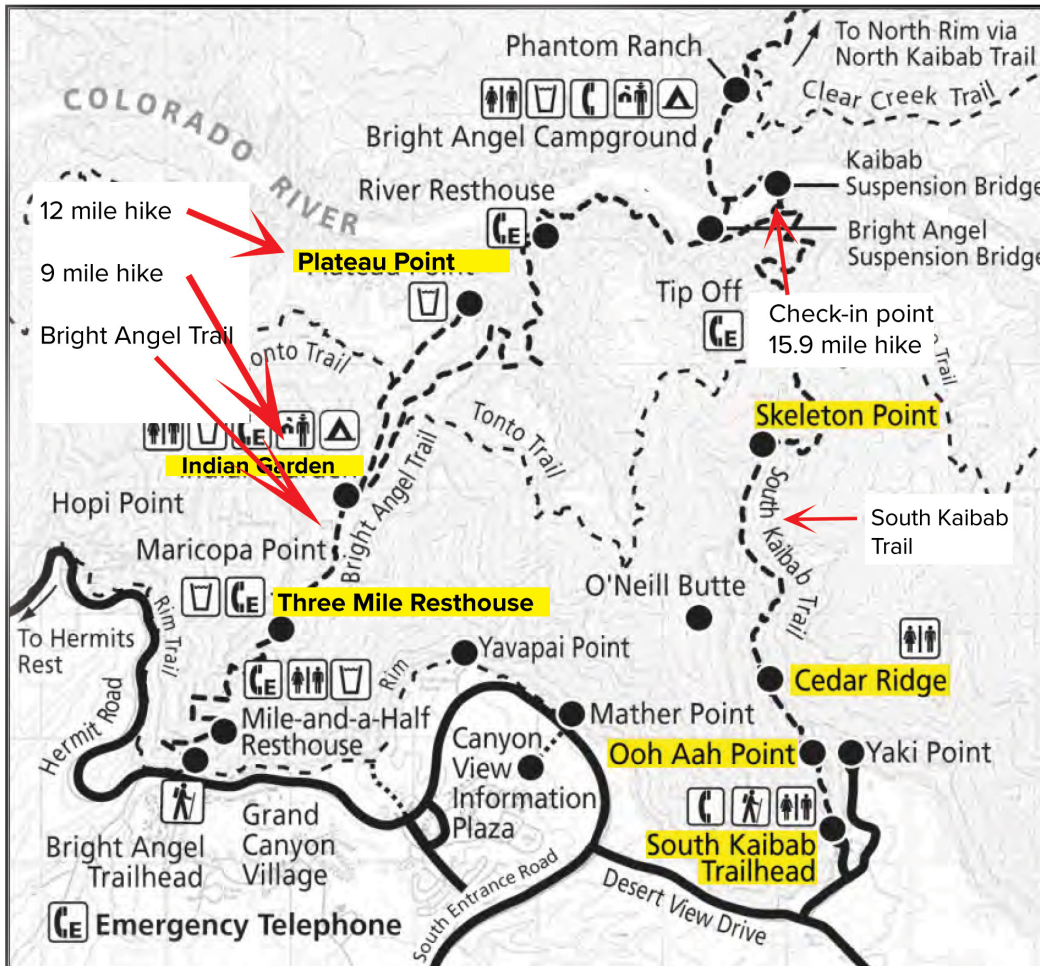 Phantom Ranch
To North Rim via
North Kaibab Trail
Clear Creek Trail
COLORADO
RIVER
Bright Angel Campground
Kaibab
Suspension Bridge
River Resthouse
12 mile hike
E
Bright Angel
Suspension Bridge
Plateau Point
9 mile hike
Tip Off
E
Check-in point
15.9 mile hike
Bright Angel Trail
onto Trail
Trail
Tonto Trail
Skeleton Point
E
Indian Garden
Bright Angel Trail
Hopi Point
South Kaibab Trail
South Kaibab
Trail
Maricopa Point
E
O'Neill Butte
Three Mile Resthouse
Rim Trail
To Hermits
Rest
Yavapai Point
E
Rim
Cedar Ridge
Hermit Road
Mile-and-a-Half
Resthouse
Mather Point
Canyon
View
Information
Plaza
Ooh Aah Point
Yaki Point
Grand
Canyon
Village
Bright Angel
Trailhead
South Kaibab
Trailhead
South Entrance Road
Desert View Drive
E Emergency Telephone